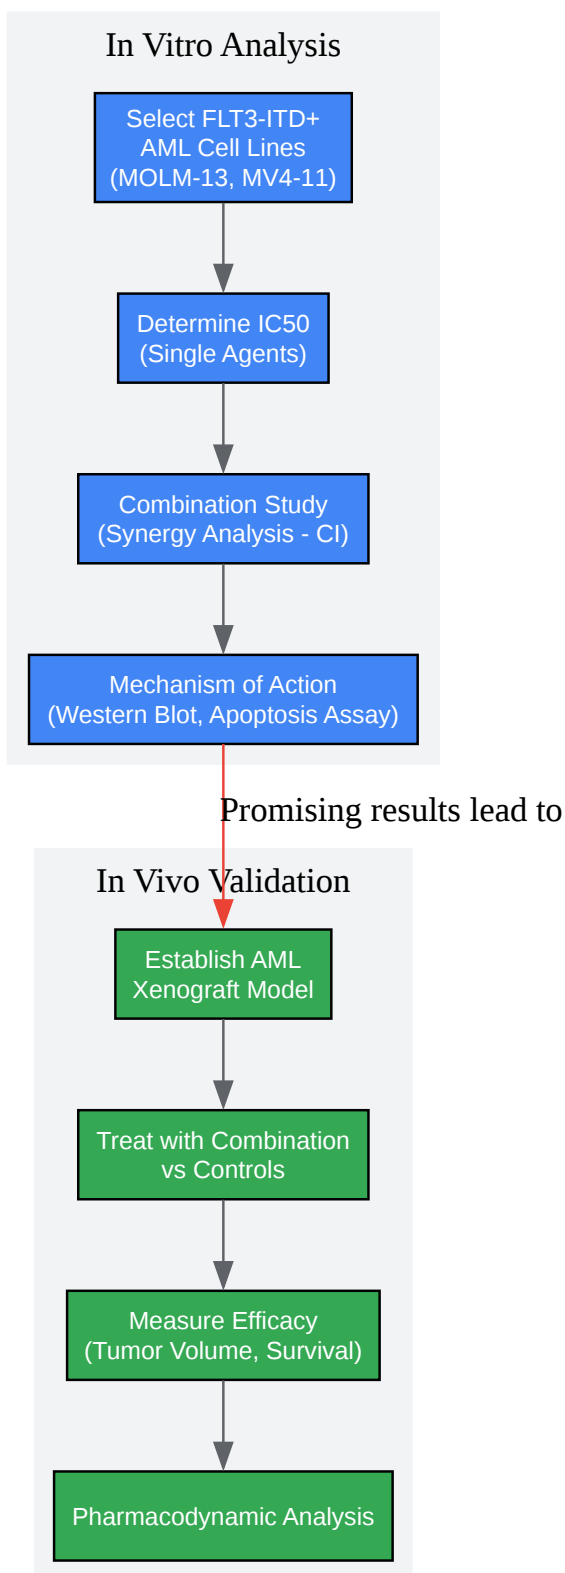 In Vitro Analysis
Select FLT3-ITD+
AML Cell Lines
(MOLM-13, MV4-11)
Determine IC50
(Single Agents)
Combination Study
(Synergy Analysis - CI)
Mechanism of Action
(Western Blot, Apoptosis Assay)
Promising results lead to
In Vivo Validation
Establish AML
Xenograft Model
Treat with Combination
vs Controls
Measure Efficacy
(Tumor Volume, Survival)
Pharmacodynamic Analysis